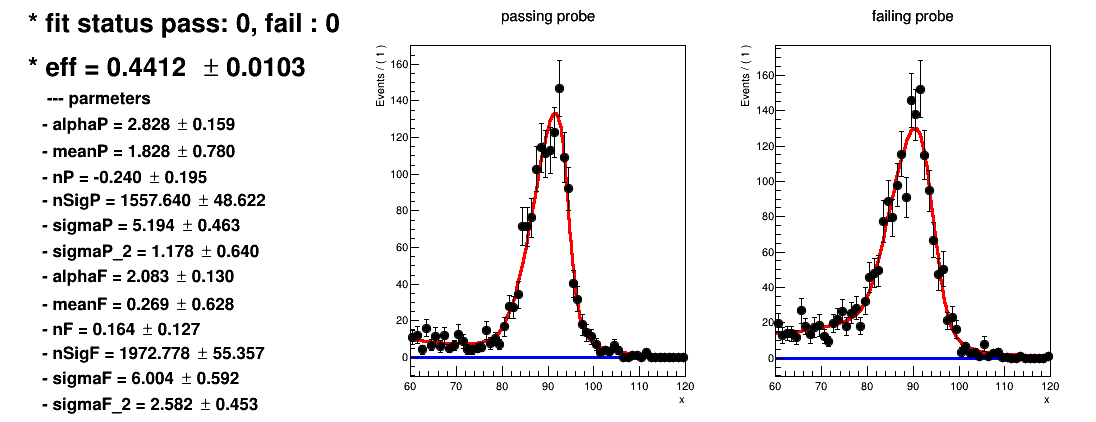 * fit status pass: 0, fail : 0
* eff = 0.4412 ± 0.0103
--- parmeters
- alphaP = 2.828 ± 0.159
- meanP = 1.828 ± 0.780
- nP = -0.240 ± 0.195
- nSigP = 1557.640 ± 48.622
- sigmaP = 5.194 ± 0.463
- sigmaP_2 = 1.178 ± 0.640
- alphaF = 2.083 ± 0.130
- meanF = 0.269 ± 0.628
- nF = 0.164 ± 0.127
- nSigF = 1972.778 ± 55.357
- sigmaF = 6.004 ± 0.592
- sigmaF_2 = 2.582 ± 0.453
passing probe
Events / ( 1 )
160
140
120
100
80
60
40
20
0
60 70 80 90 100 110 120
x
failing probe
Events / ( 1 )
160
140
120
100
80
60
40
20
0
60 70 80 90 100 110 120
x